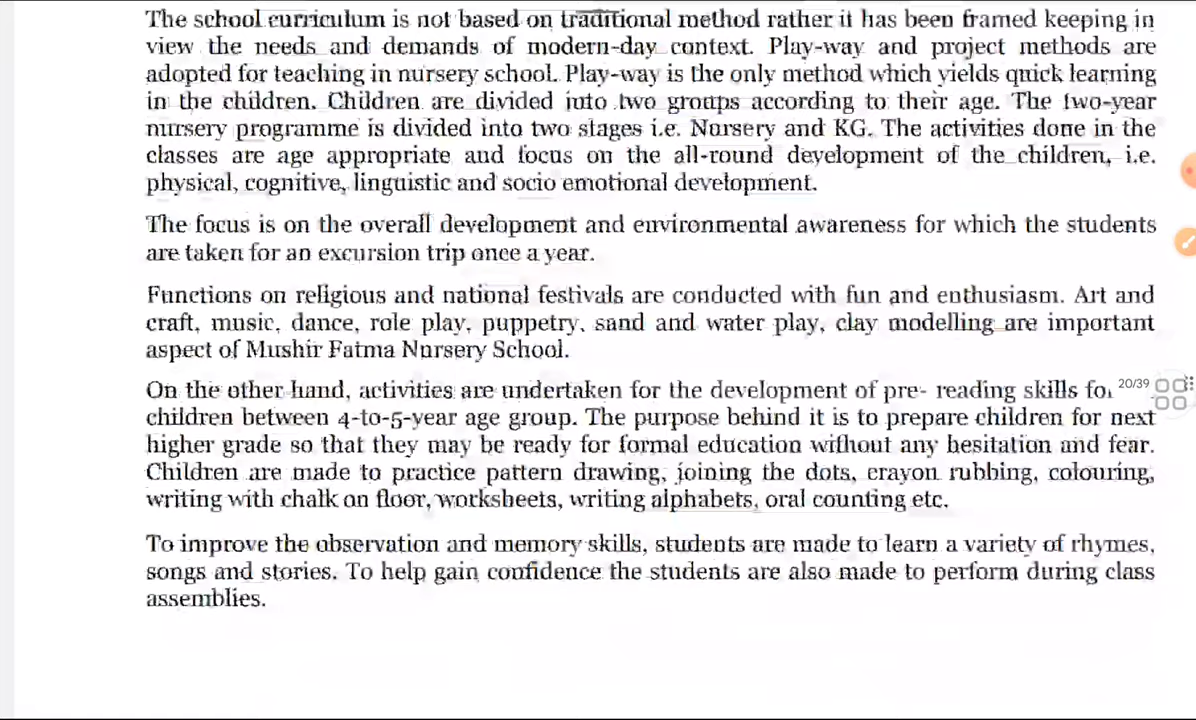 The school curriculum is not based on traditional method rather it has been framed keeping in
view the needs and demands of modern-day context. Play-way and project methods are
adopted for teaching in nursery school. Play-way is the only method which yields quick learning
in the children. Children are divided into two groups according to their age. The two-year
nursery programme is divided into two stages i.e. Nursery and KG. The activities done in the
classes are age appropriate and focus on the all-round development of the children, i.e.
physical, cognitive, linguistic and socio emotional development.
The focus is on the overall development and environmental awareness for which the students
are taken for an excursion trip once a year.
Functions on religious and national festivals are conducted with fun and enthusiasm. Art and
craft, music, dance, role play, puppetry, sand and water play, clay modelling are important
aspect of Mushir Fatma Nursery School.
On the other hand, activities are undertaken for the development of pre- reading skills for
20/39
children between 4-to-5-year age group. The purpose behind it is to prepare children for next
higher grade so that they may be ready for formal education without any hesitation and fear.
Children are made to practice pattern drawing, joining the dots, crayon rubbing, colouring,
writing with chalk on floor, worksheets, writing alphabets, oral counting etc.
To improve the observation and memory skills, students are made to learn a variety of rhymes,
songs and stories. To help gain confidence the students are also made to perform during class
assemblies.